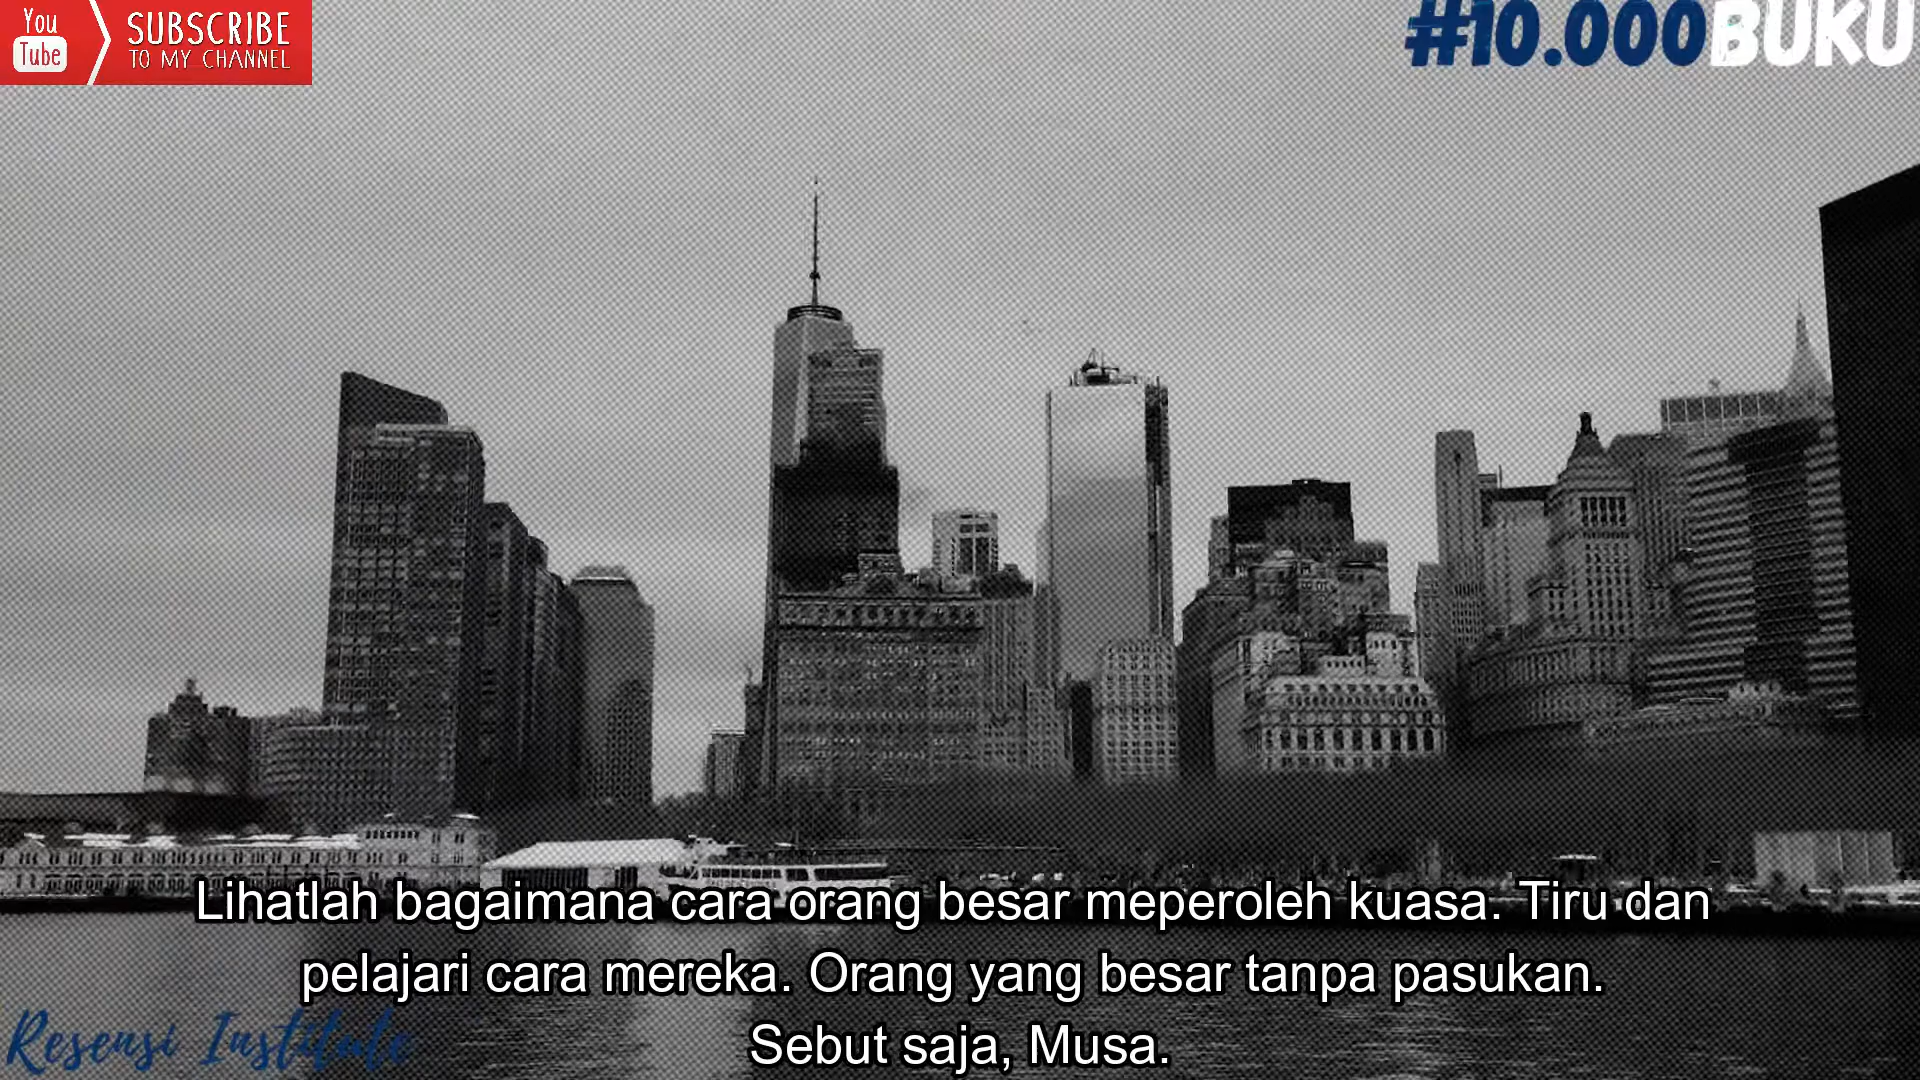 You
Tube
SUBSCRIBE
TO MY CHANNEL
#10.000BUKU
Lihatlah bagaimana cara orang besar meperoleh kuasa. Tiru dan
pelajari cara mereka. Orang yang besar tanpa pasukan.
Sebut saja, Musa.
Resensi Institute